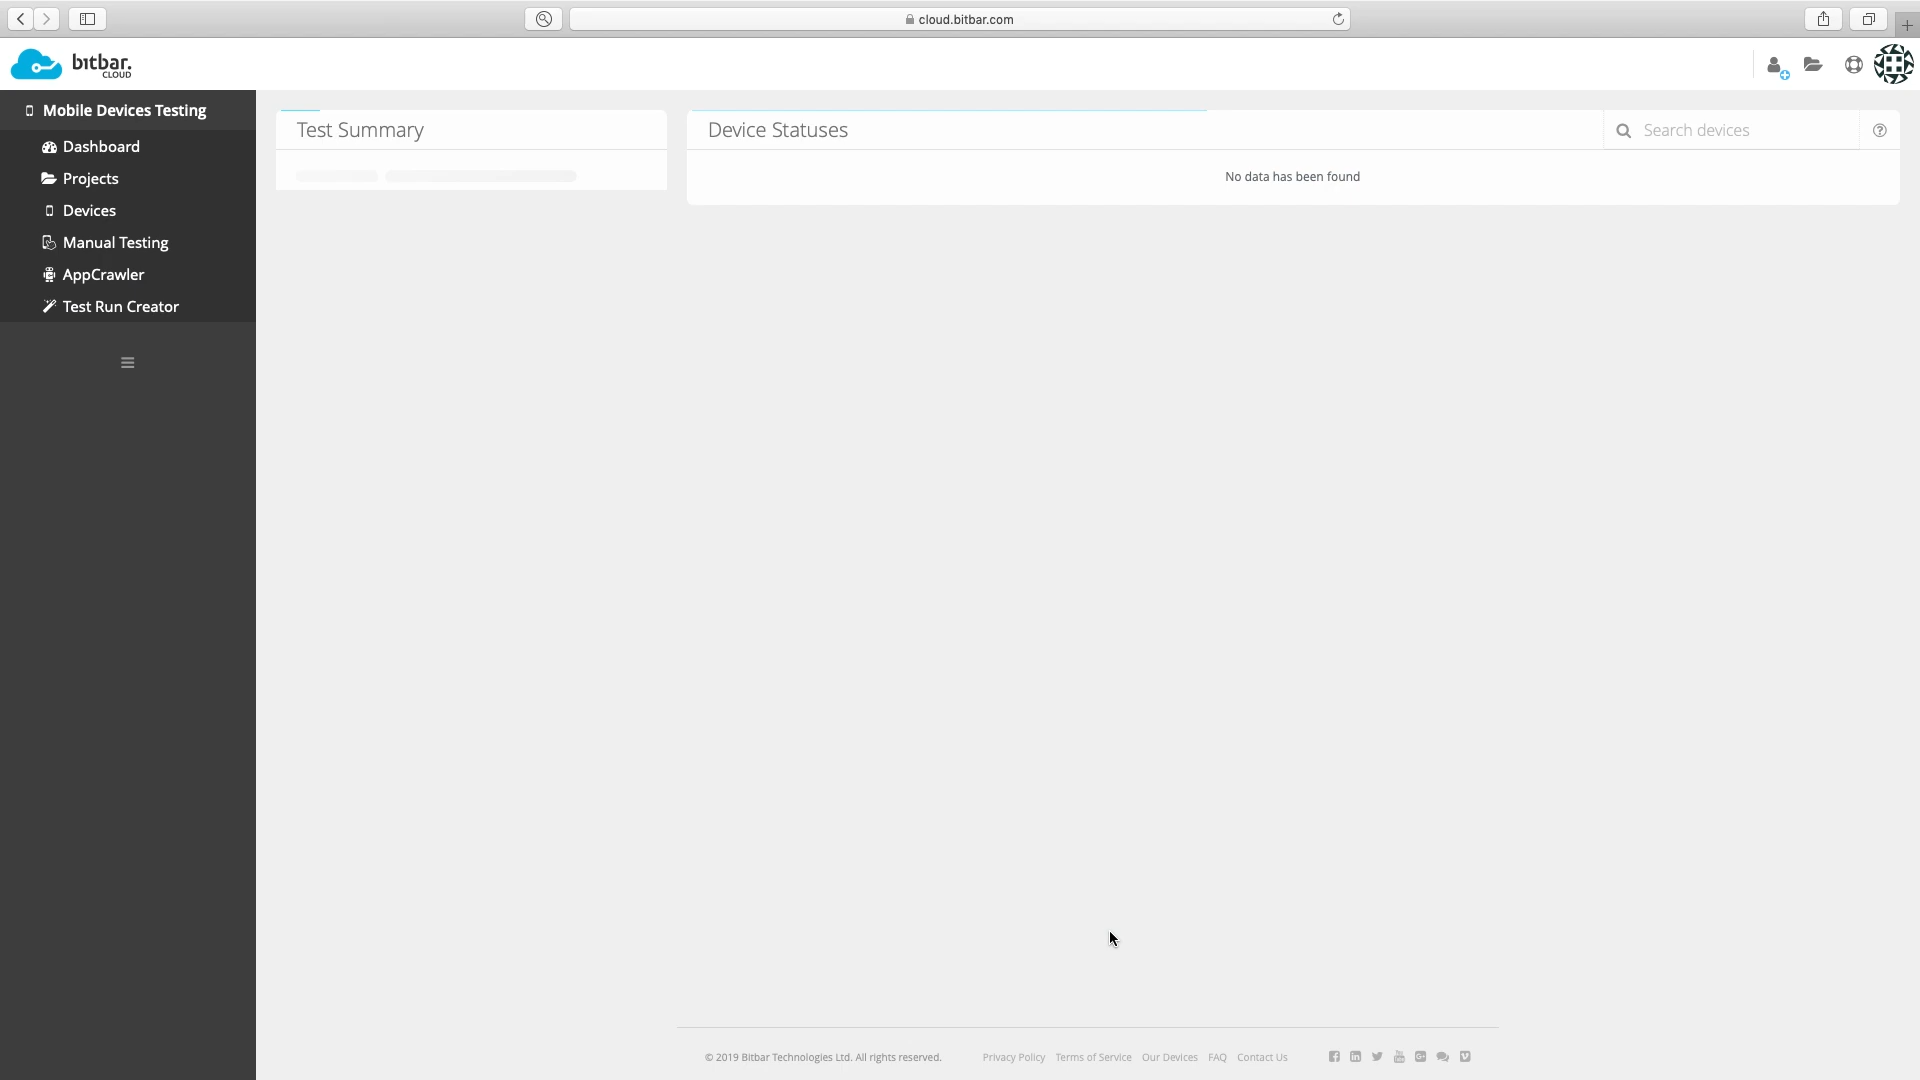 cloud.bitbar.com
bitbar.
CLOUD
Mobile Devices Testing
Dashboard
Projects
Devices
Manual Testing
AppCrawler
Test Run Creator
Test Summary
Device Statuses
Search devices
No data has been found
© 2019 Bitbar Technologies Ltd. All rights reserved. Privacy Policy Terms of Service Our Devices FAQ Contact Us